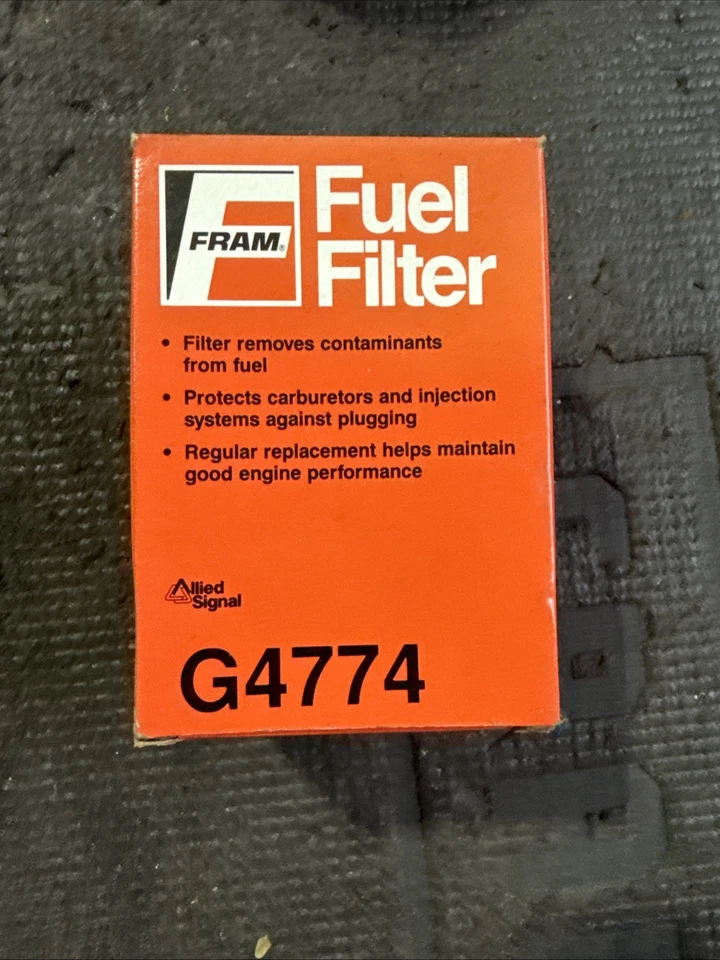 FRAM®
Fuel
Filter
• Filter removes contaminants
from fuel
• Protects carburetors and injection
systems against plugging
• Regular replacement helps maintain
good engine performance
Allied
Signal
G4774